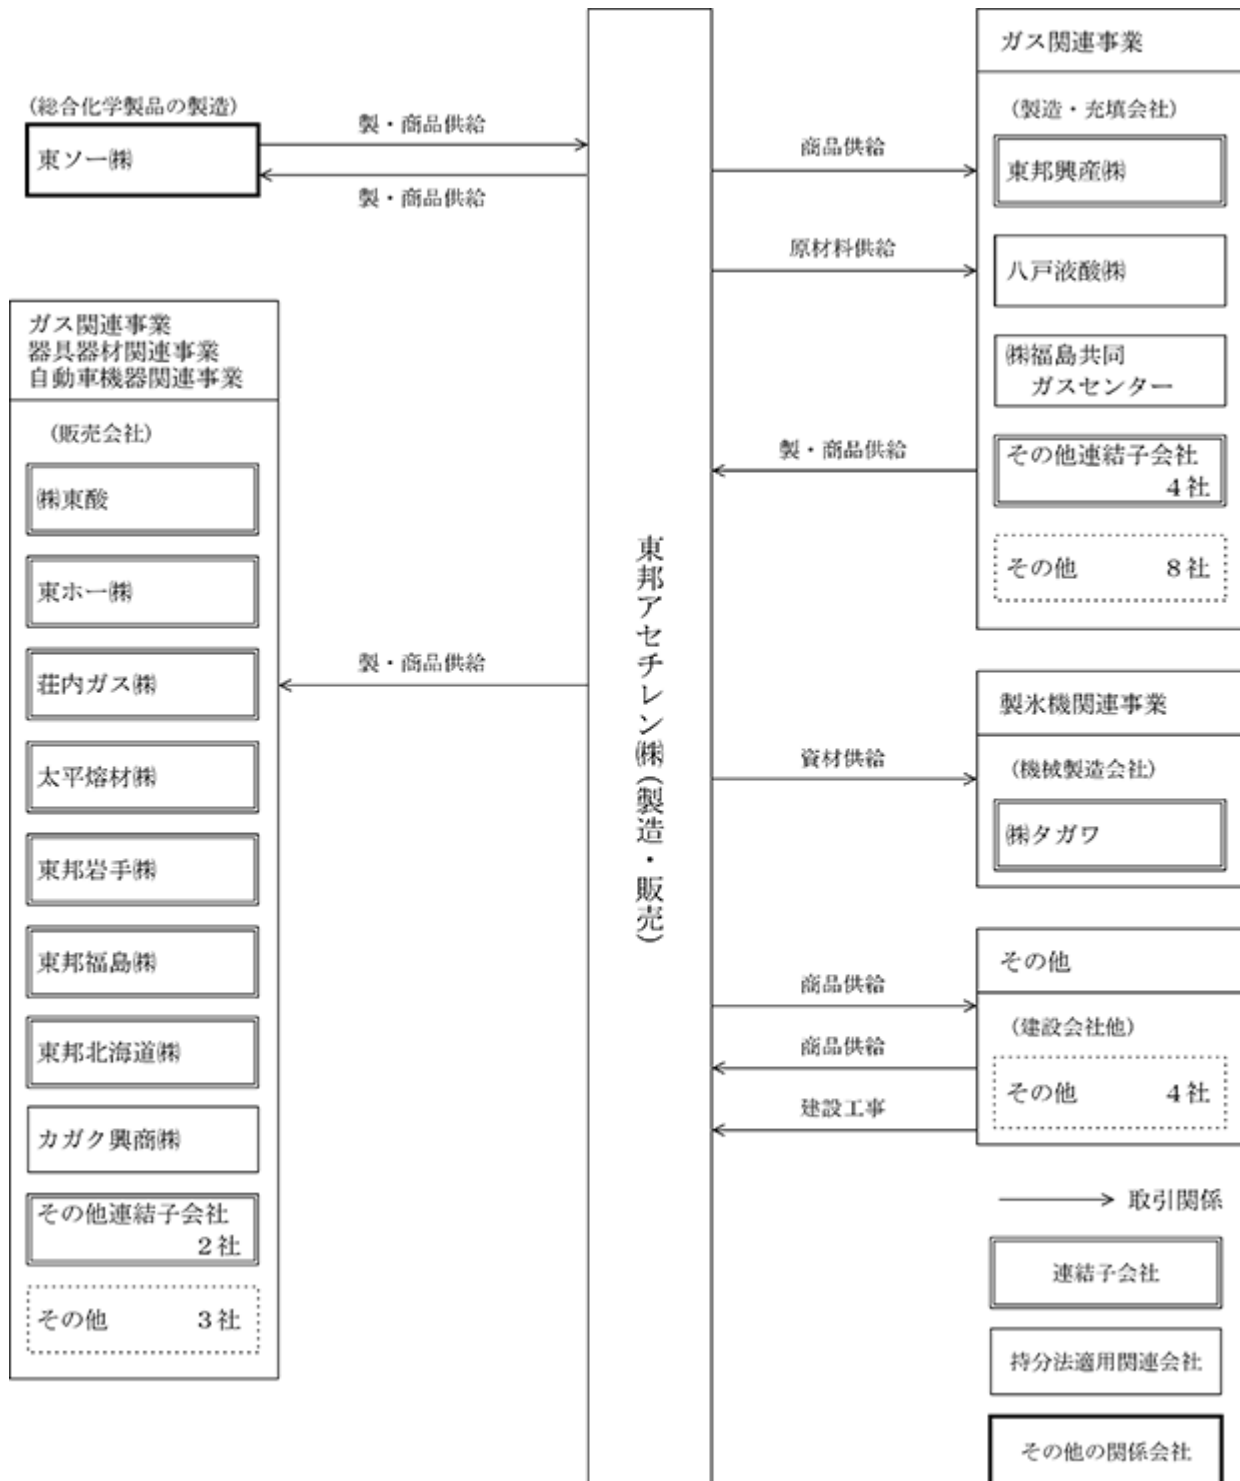 (総合化学製品の製造)
東ソー㈱
製・商品供給
製・商品供給
ガス関連事業
器具器材関連事業
自動車機器関連事業
(販売会社)
㈱東酸
東ホー㈱
荘内ガス㈱
太平熔材㈱
東邦岩手㈱
東邦福島㈱
東邦北海道㈱
カガク興商㈱
その他連結子会社
2社
その他 3社
製・商品供給
東邦アセチレン㈱(製造・販売)
商品供給
原材料供給
製・商品供給
ガス関連事業
(製造・充填会社)
東邦興産㈱
八戸液酸㈱
㈱福島共同
ガスセンター
その他連結子会社
4社
その他 8社
資材供給
製氷機関連事業
(機械製造会社)
㈱タガワ
商品供給
商品供給
建設工事
その他
(建設会社他)
その他 4社
取引関係
連結子会社
持分法適用関連会社
その他の関係会社